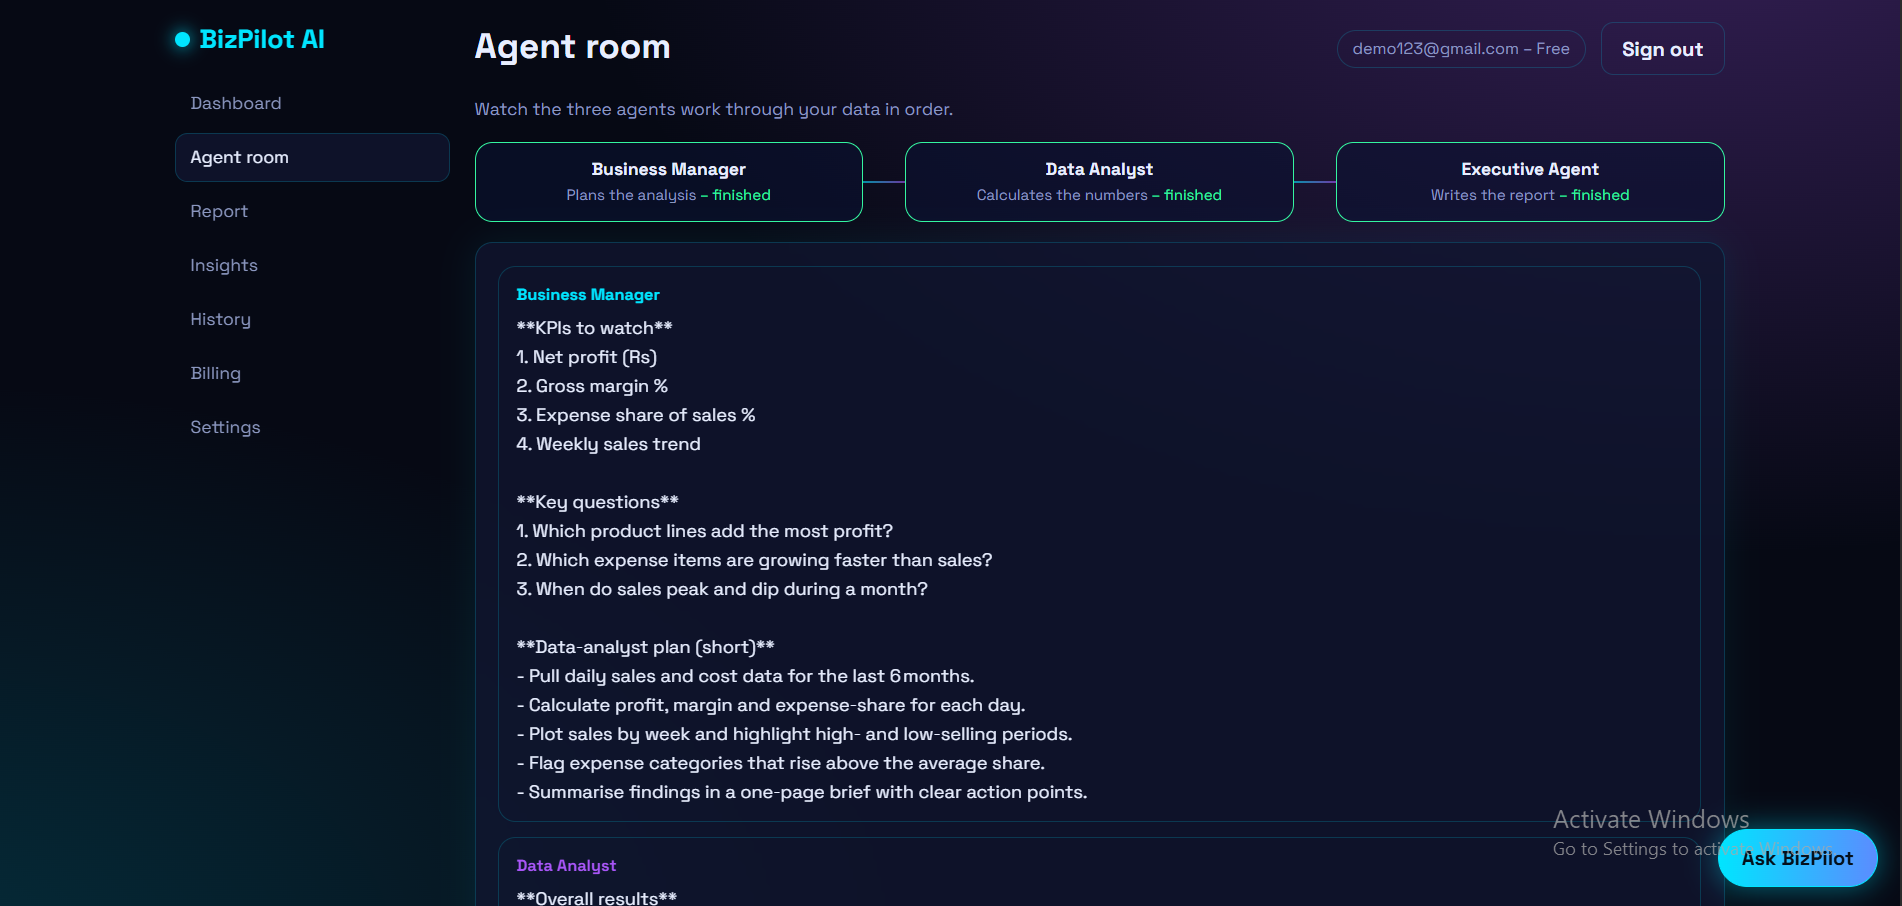 BizPilot AI
Dashboard
Agent room
Report
Insights
History
Billing
Settings
Agent room
demo123@gmail.com – Free
Sign out
Watch the three agents work through your data in order.
Business Manager
Plans the analysis – finished
Data Analyst
Calculates the numbers – finished
Executive Agent
Writes the report – finished
Business Manager
**KPIs to watch**
1. Net profit (Rs)
2. Gross margin %
3. Expense share of sales %
4. Weekly sales trend
**Key questions**
1. Which product lines add the most profit?
2. Which expense items are growing faster than sales?
3. When do sales peak and dip during a month?
**Data-analyst plan (short)**
- Pull daily sales and cost data for the last 6 months.
- Calculate profit, margin and expense-share for each day.
- Plot sales by week and highlight high- and low-selling periods.
- Flag expense categories that rise above the average share.
- Summarise findings in a one-page brief with clear action points.
Data Analyst
**Overall results**
Activate Windows
Go to Settings to activate Windows.
Ask BizPilot